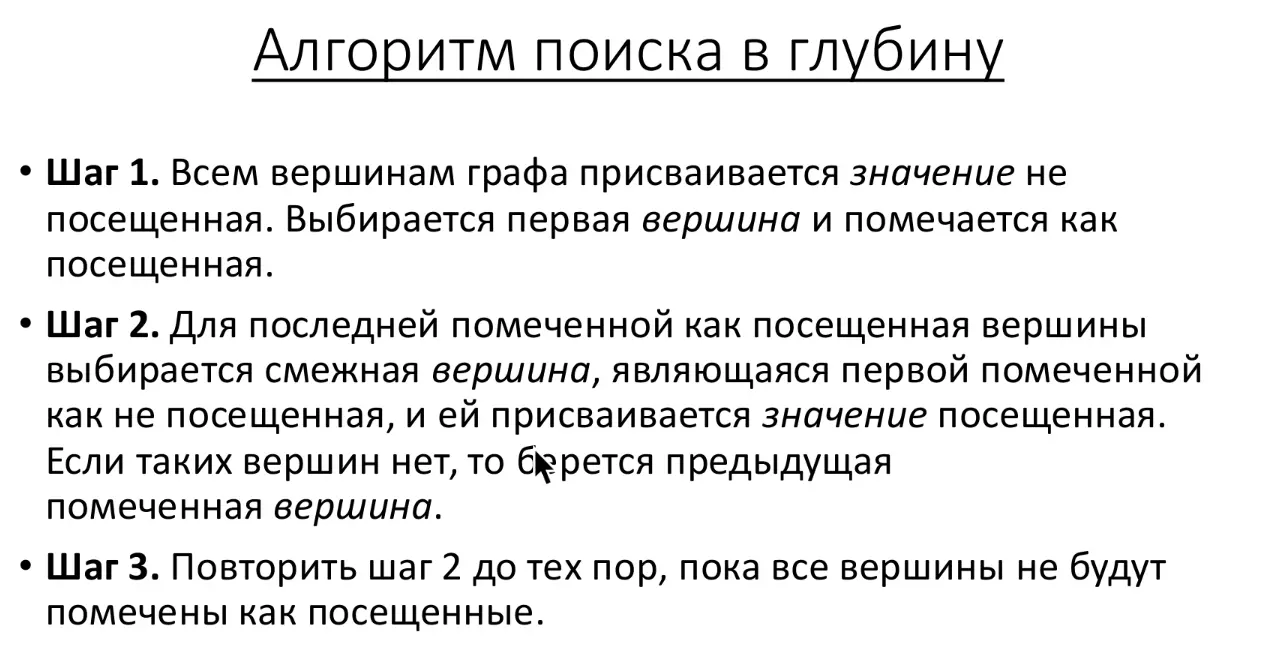 Алгоритм поиска в глубину
• Шаг 1. Всем вершинам графа присваивается значение не
посещенная. Выбирается первая вершина и помечается как
посещенная.
• Шаг 2. Для последней помеченной как посещенная вершины
выбирается смежная вершина, являющаяся первой помеченной
как не посещенная, и ей присваивается значение посещенная.
Если таких вершин нет, то берется предыдущая
помеченная вершина.
• Шаг 3. Повторить шаг 2 до тех пор, пока все вершины не будут
помечены как посещенные.